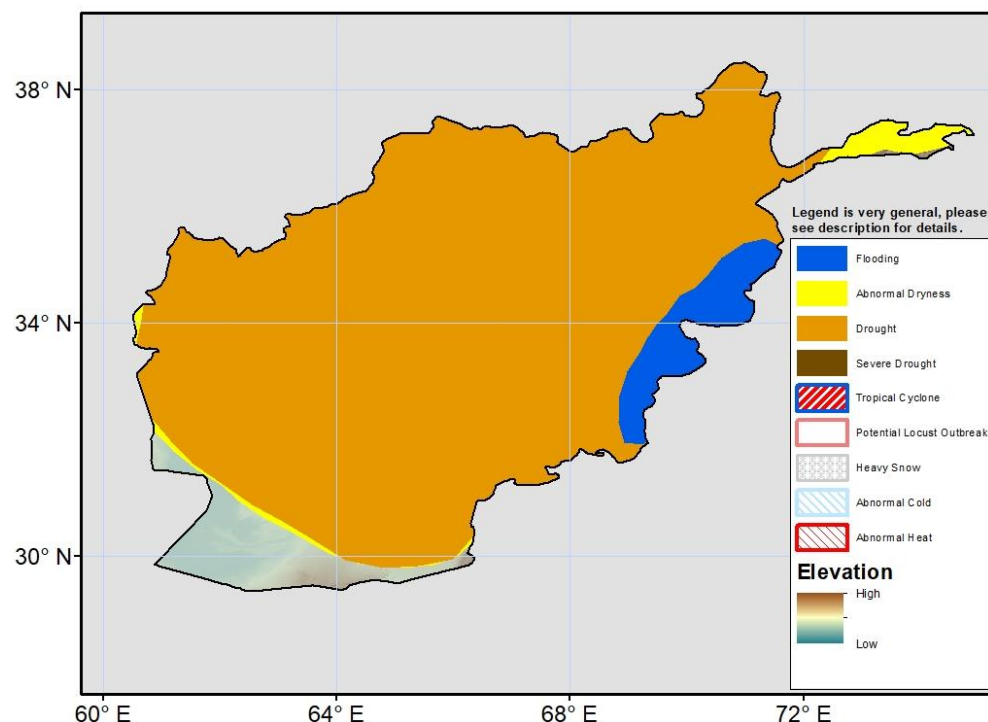 38° N
34° N
30° N
60° E
64° E
68° E
72° E
Legend is very general, please
see description for details.
Flooding
Abnormal Dryness
Drought
Severe Drought
Tropical Cyclone
Potential Locust Outbreak
Heavy Snow
Abnormal Cold
Abnormal Heat
Elevation
High
Low